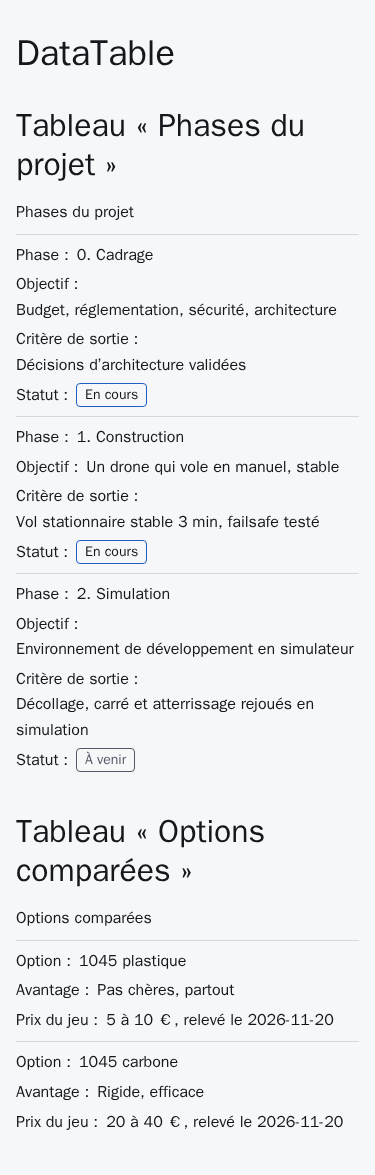 DataTable
Tableau « Phases du
projet »
Phases du projet
Phase : 0. Cadrage
Objectif :
Budget, réglementation, sécurité, architecture
Critère de sortie :
Décisions d'architecture validées
Statut : En cours
Phase : 1. Construction
Objectif : Un drone qui vole en manuel, stable
Critère de sortie :
Vol stationnaire stable 3 min, failsafe testé
Statut : En cours
Phase : 2. Simulation
Objectif :
Environnement de développement en simulateur
Critère de sortie :
Décollage, carré et atterrissage rejoués en
simulation
Statut : À venir
Tableau « Options
comparées »
Options comparées
Option : 1045 plastique
Avantage : Pas chères, partout
Prix du jeu : 5 à 10 €, relevé le 2026-11-20
Option : 1045 carbone
Avantage : Rigide, efficace
Prix du jeu : 20 à 40 €, relevé le 2026-11-20